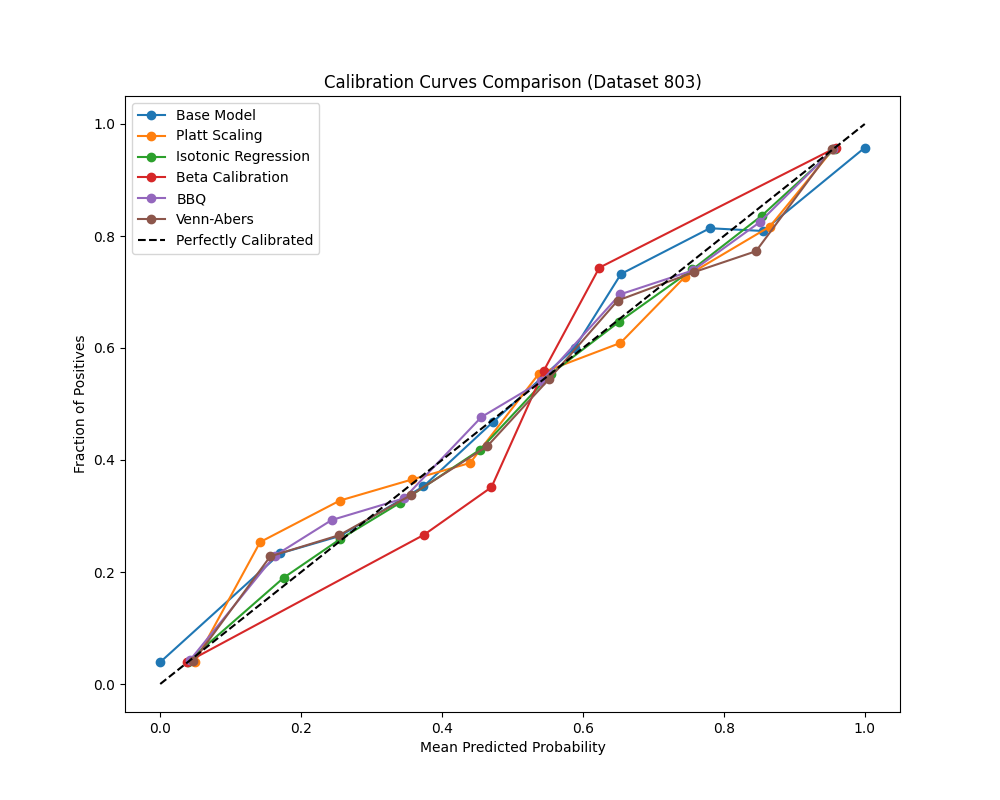 Calibration Curves Comparison (Dataset 803)
Base Model
Platt Scaling
Isotonic Regression
Beta Calibration
BBQ
Venn-Abers
Perfectly Calibrated
Fraction of Positives
1.0
0.8
0.6
0.4
0.2
0.0
0.0 0.2 0.4 0.6 0.8 1.0
Mean Predicted Probability